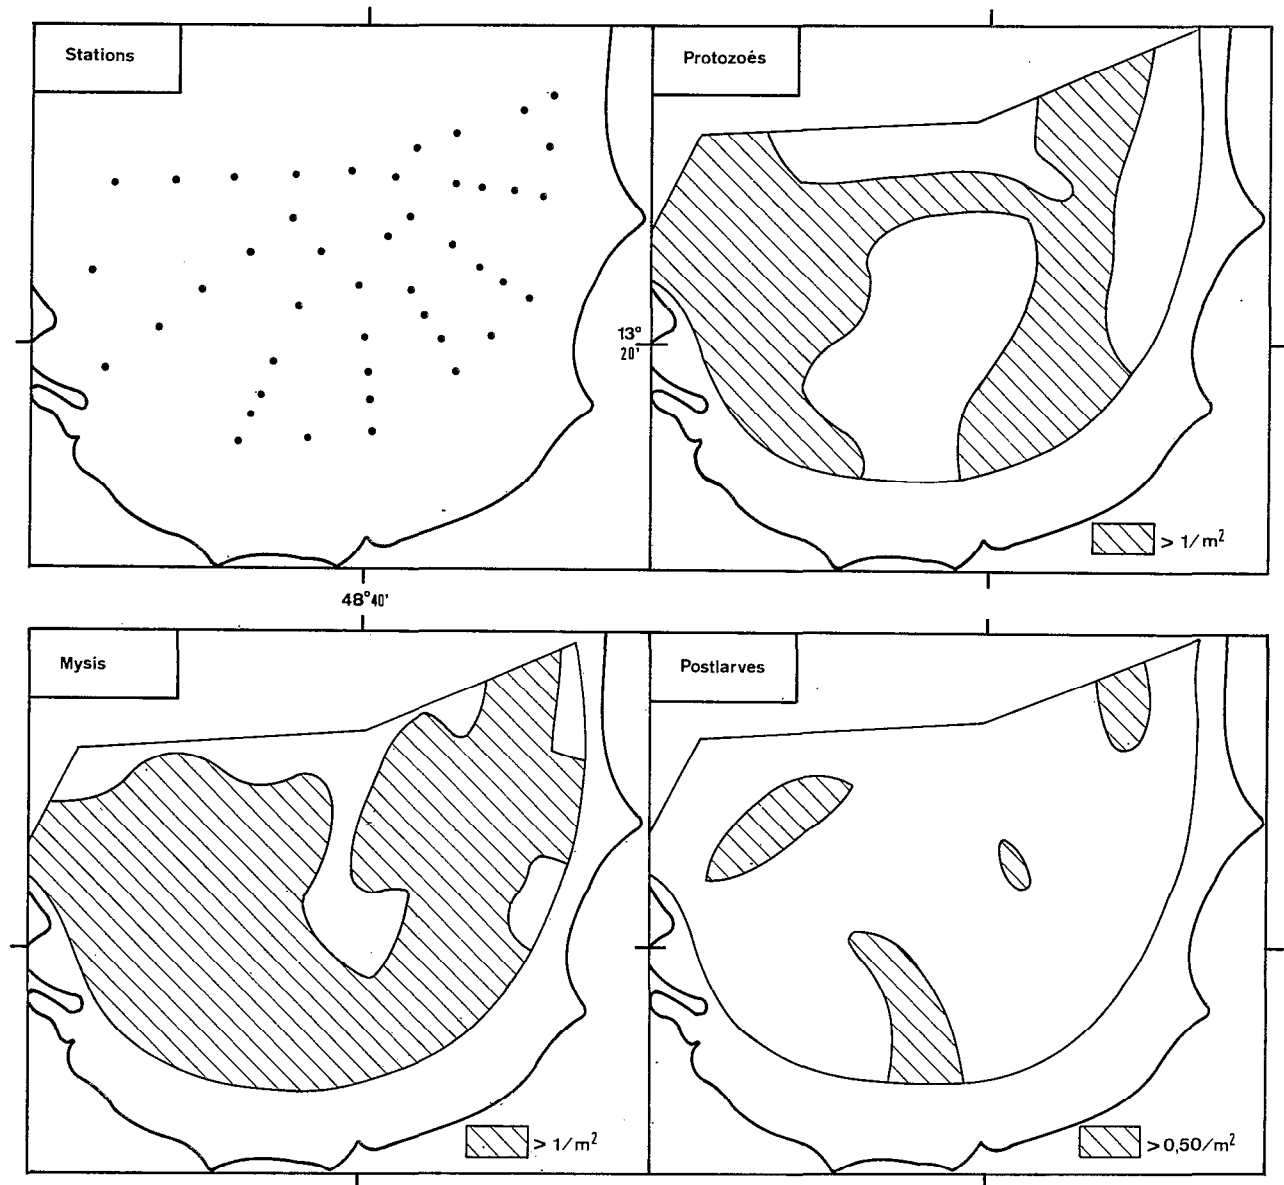 Stations
Protozoés
13°
20'
> 1/m²
48°40'
Mysis
Postlarves
> 1/m²
> 0,50/m²